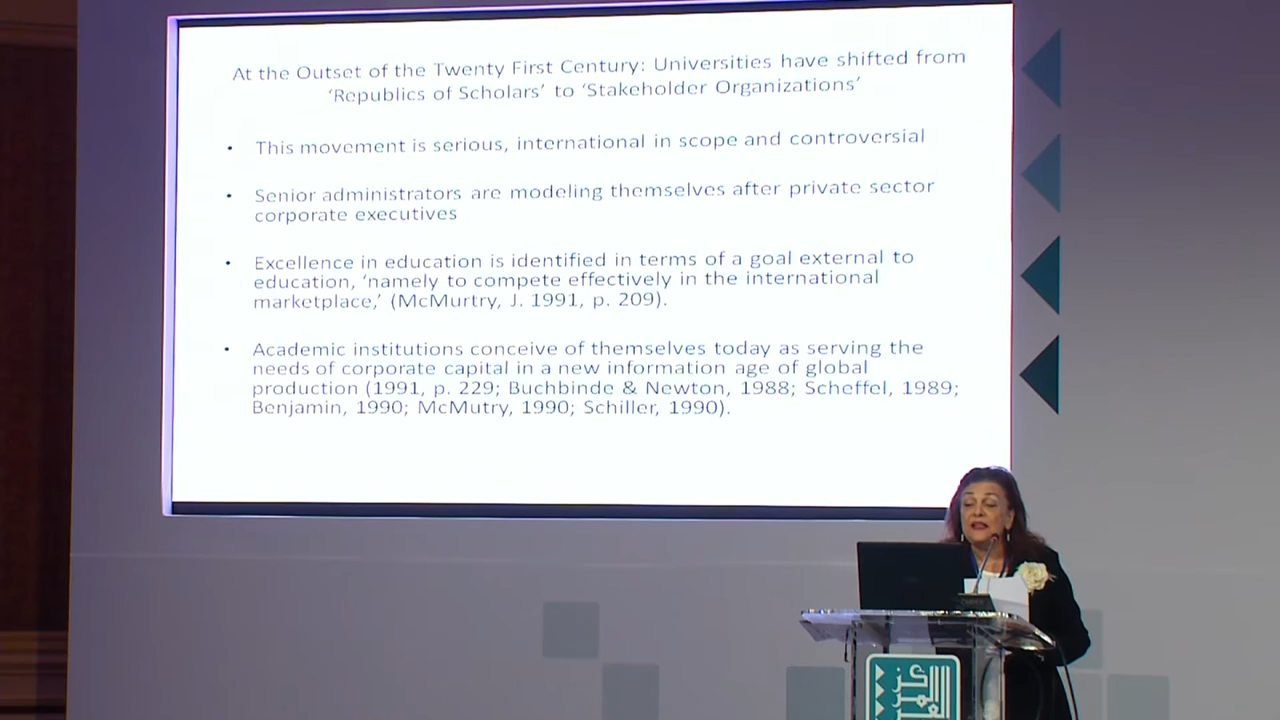 At the Outset of the Twenty First Century: Universities have shifted from
‘Republics of Scholars’ to ‘Stakeholder Organizations’
• This movement is serious, international in scope and controversial
• Senior administrators are modeling themselves after private sector
corporate executives
• Excellence in education is identified in terms of a goal external to
education, ‘namely to compete effectively in the international
marketplace,’ (McMurtry, J. 1991, p. 209).
• Academic institutions conceive of themselves today as serving the
needs of corporate capital in a new information age of global
production (1991, p. 229; Buchbinde & Newton, 1988; Scheffel, 1989;
Benjamin, 1990; McMutry, 1990; Schiller, 1990).